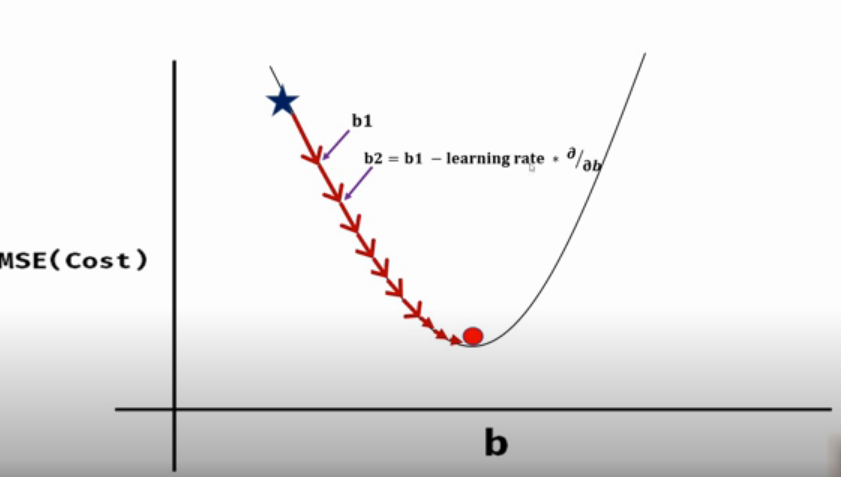 b1
b2 = b1 − learning rate * ∂/∂b
MSE(Cost)
b